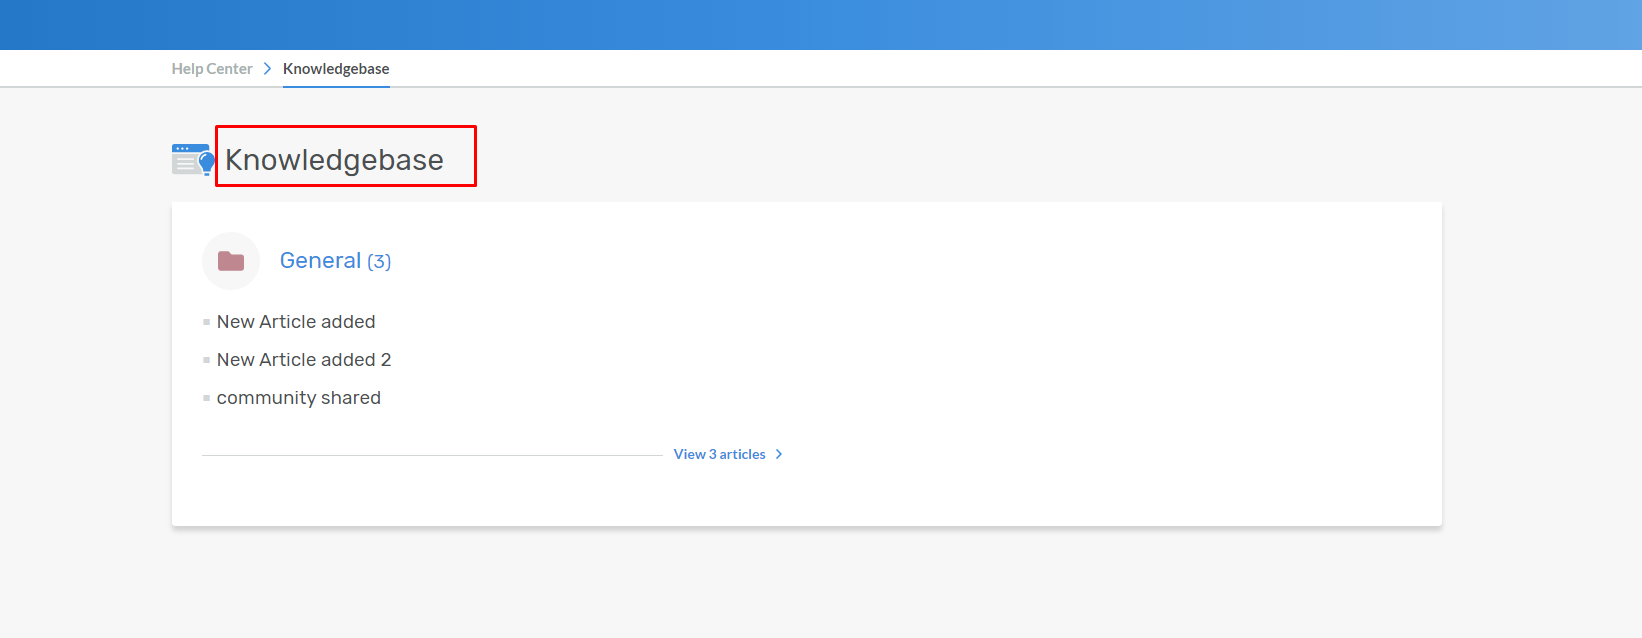 Help Center Knowledgebase
Knowledgebase
General (3)
New Article added
New Article added 2
community shared
View 3 articles